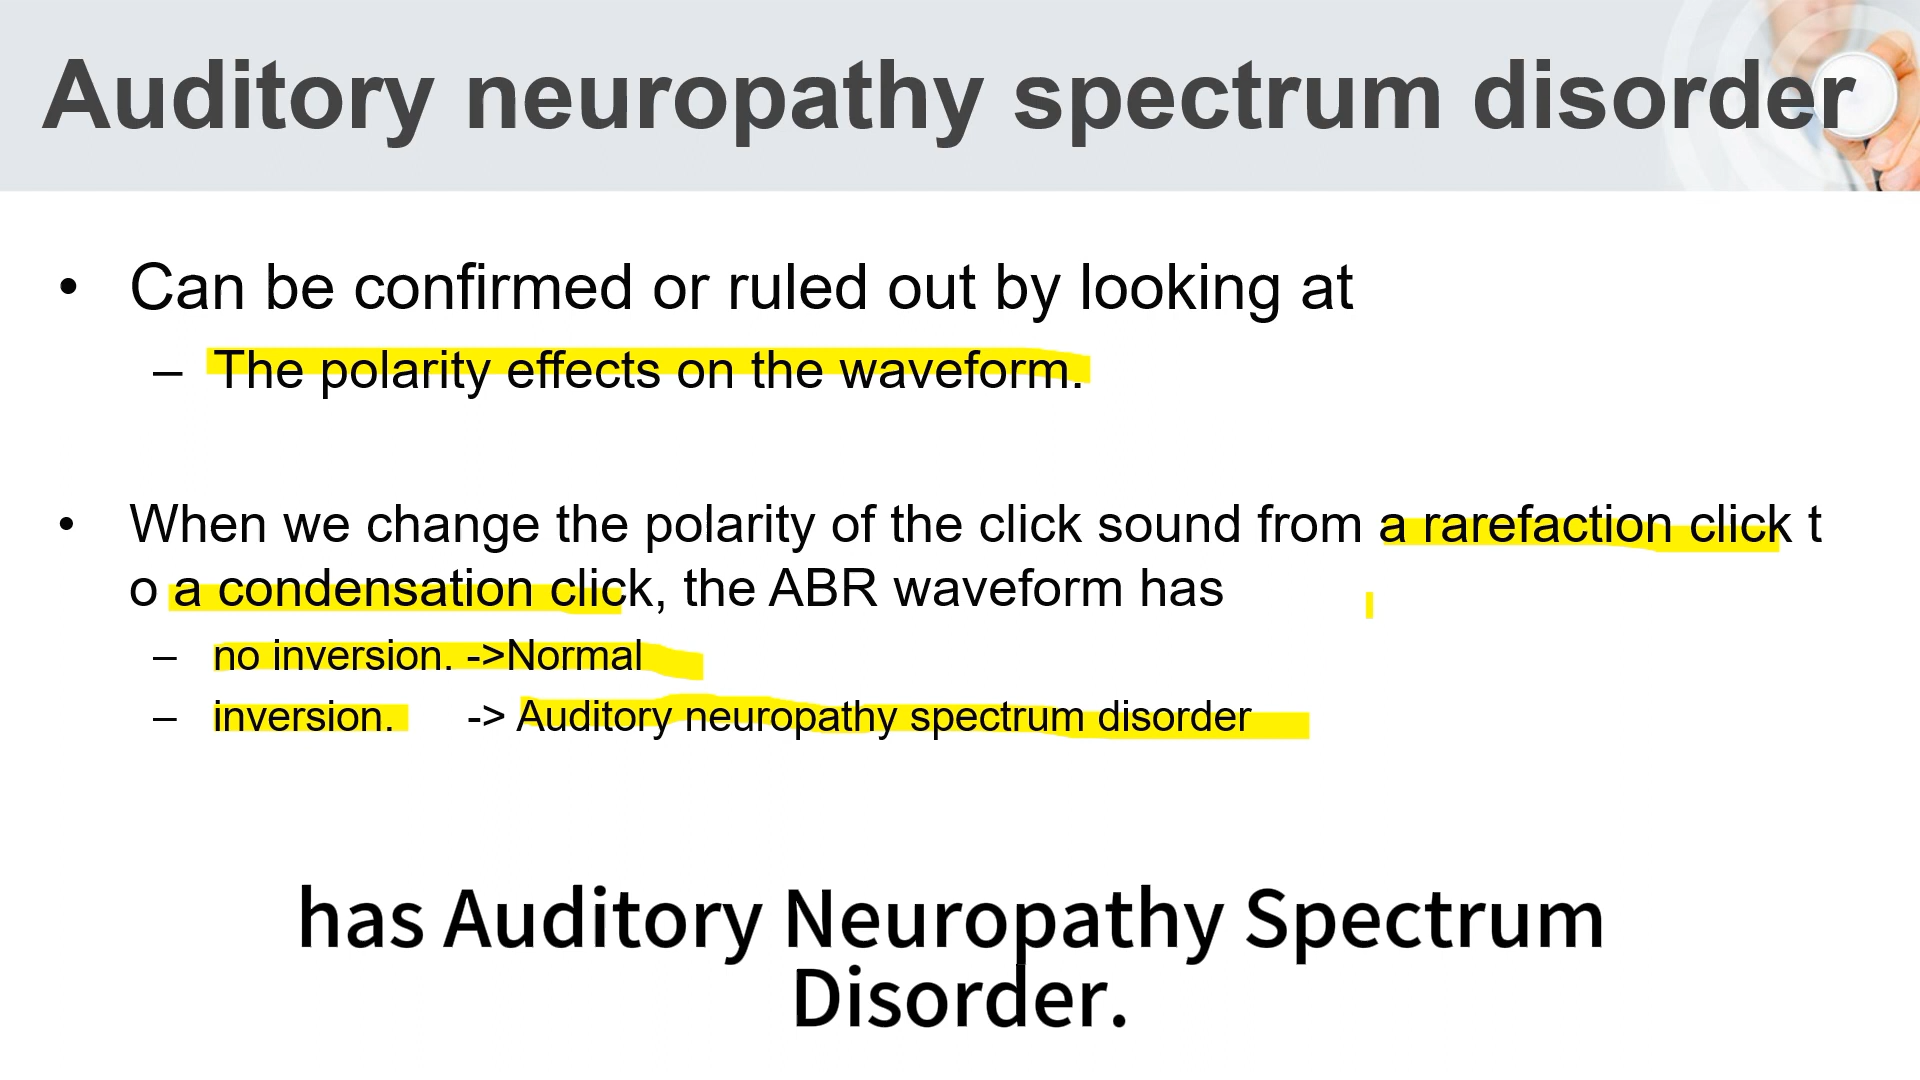 Auditory neuropathy spectrum disorder
• Can be confirmed or ruled out by looking at
– The polarity effects on the waveform.
• When we change the polarity of the click sound from a rarefaction click t
o a condensation click, the ABR waveform has
– no inversion. ->Normal
– inversion. -> Auditory neuropathy spectrum disorder
has Auditory Neuropathy Spectrum
Disorder.